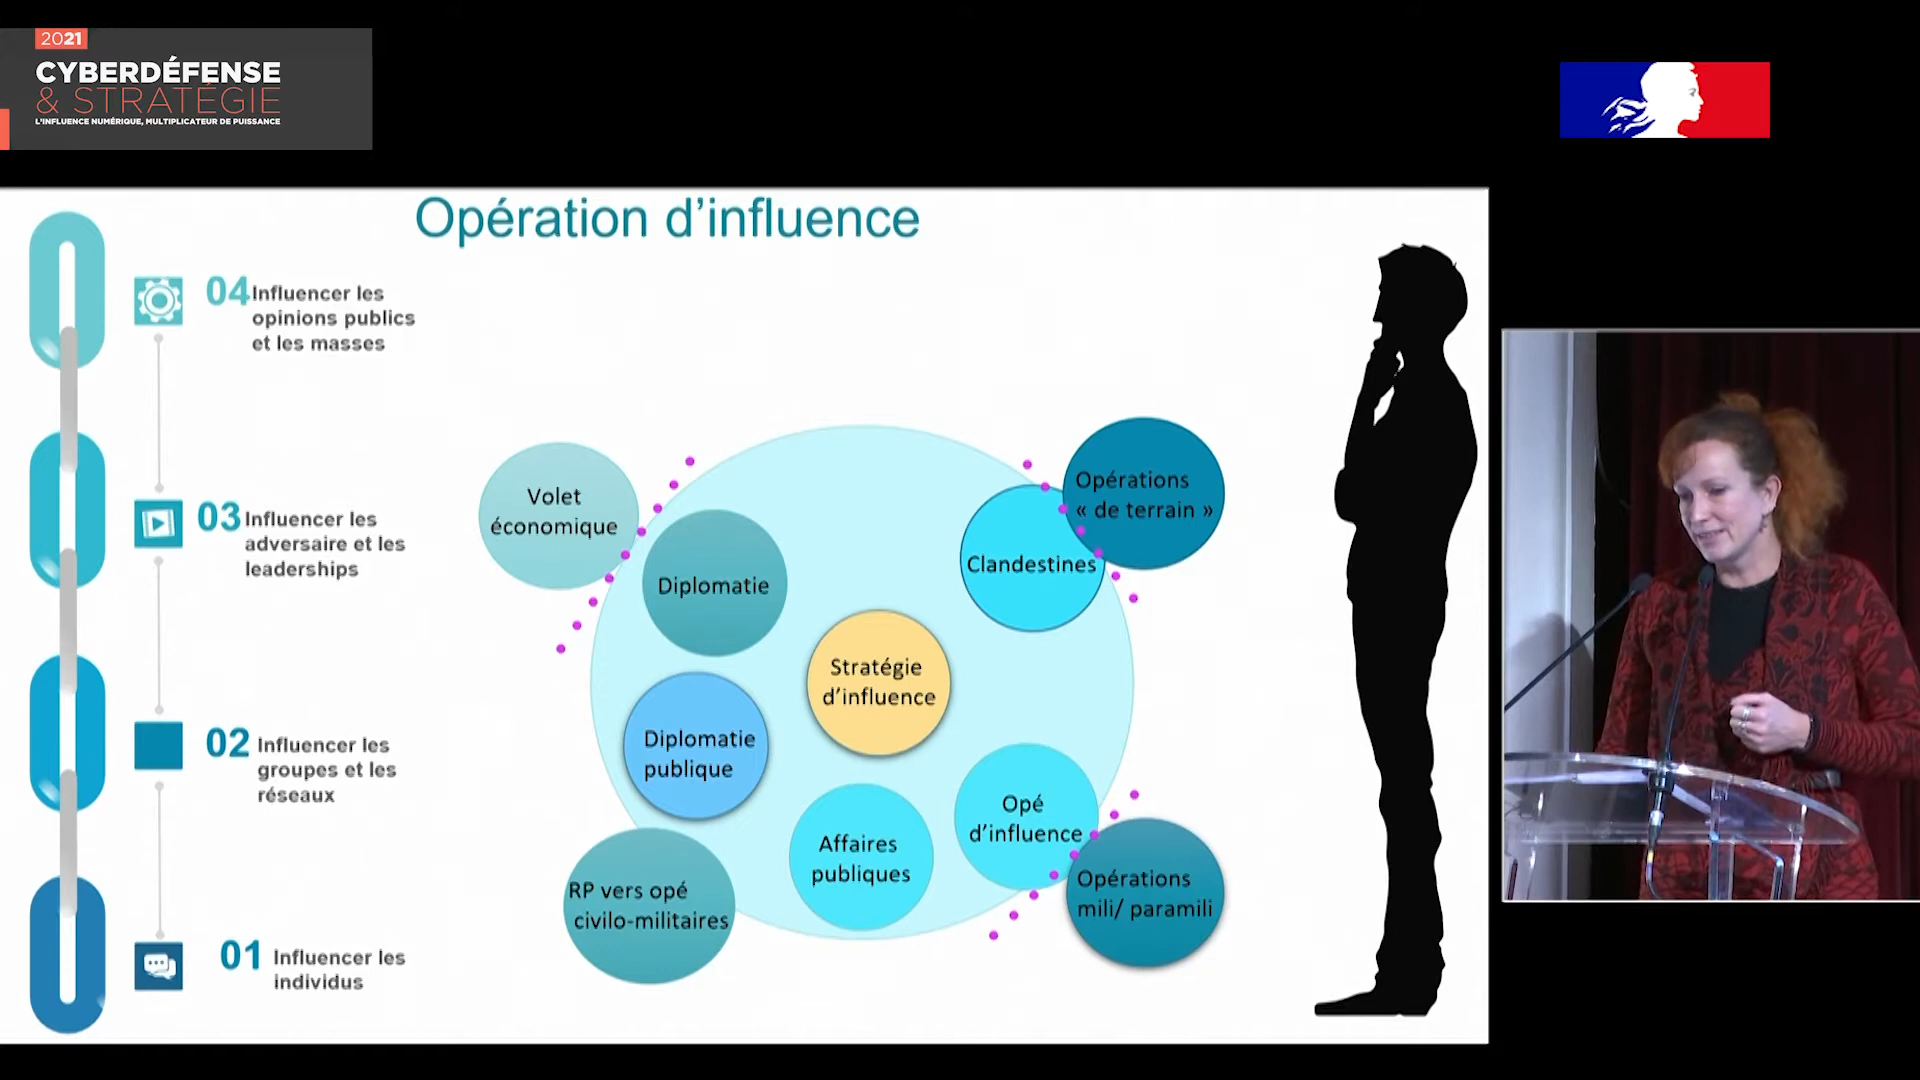 2021
CYBERDÉFENSE
& STRATÉGIE
L'INFLUENCE NUMÉRIQUE, MULTIPLICATEUR DE PUISSANCE
Opération d'influence
04 Influencer les
opinions publics
et les masses
03 Influencer les
adversaire et les
leaderships
02 Influencer les
groupes et les
réseaux
01 Influencer les
individus
Volet
économique
Diplomatie
Diplomatie
publique
RP vers opé
civilo-militaires
Stratégie
d'influence
Affaires
publiques
Clandestines
Opérations
« de terrain »
Opé
d'influence
Opérations
mili/ paramili